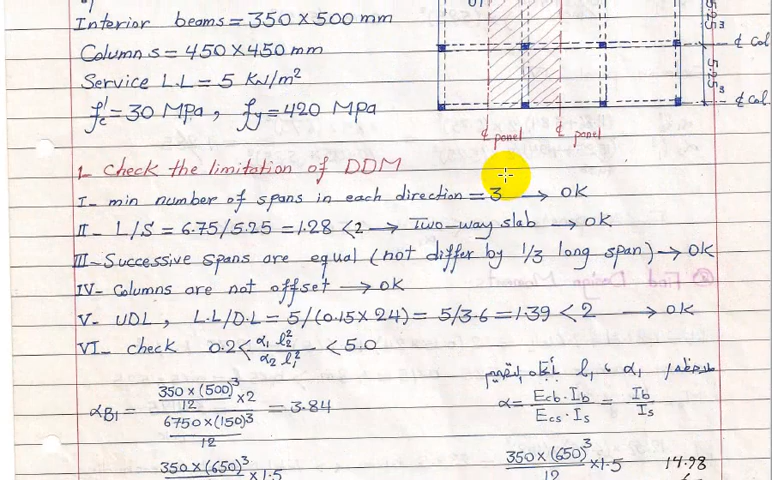 Interior beams = 350 × 500 mm
Columns = 450 × 450 mm
Service L.L = 5 KN/m²
f'c = 30 MPa, fy = 420 MPa
5.25
5.25
¢ Col
¢ Col
¢ panel
¢ panel
1- Check the limitation of DDM
I- min number of spans in each direction = 3 → OK
II- L/S = 6.75/5.25 = 1.28 < 2 → Two-way slab → OK
III- Successive spans are equal (not differ by 1/3 long span) → OK
IV- Columns are not offset → OK
V- UDL, L.L/D.L = 5/(0.15 × 24) = 5/3.6 = 1.39 < 2 → OK
VI- check 0.2 < α₁ l₂² / α₂ l₁² < 5.0
α₁ و l₁
αB1 = (350 × (500)³ / 12 × 2) / (6750 × (150)³ / 12) = 3.84
α = Ecb · Ib / Ecs · Is = Ib / Is
350 × (650)³ × 1.5
350 × (650)³ / 12 × 1.5
14.98